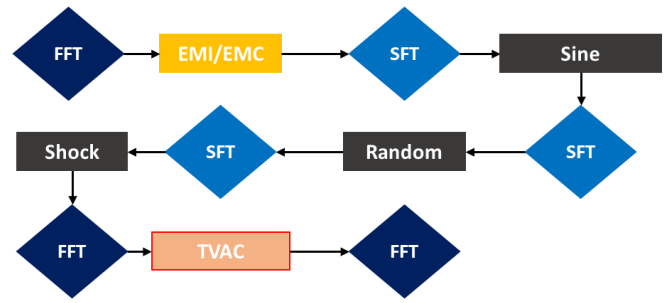 FFT
EMI/EMC
SFT
Sine
SFT
Random
SFT
Shock
FFT
TVAC
FFT